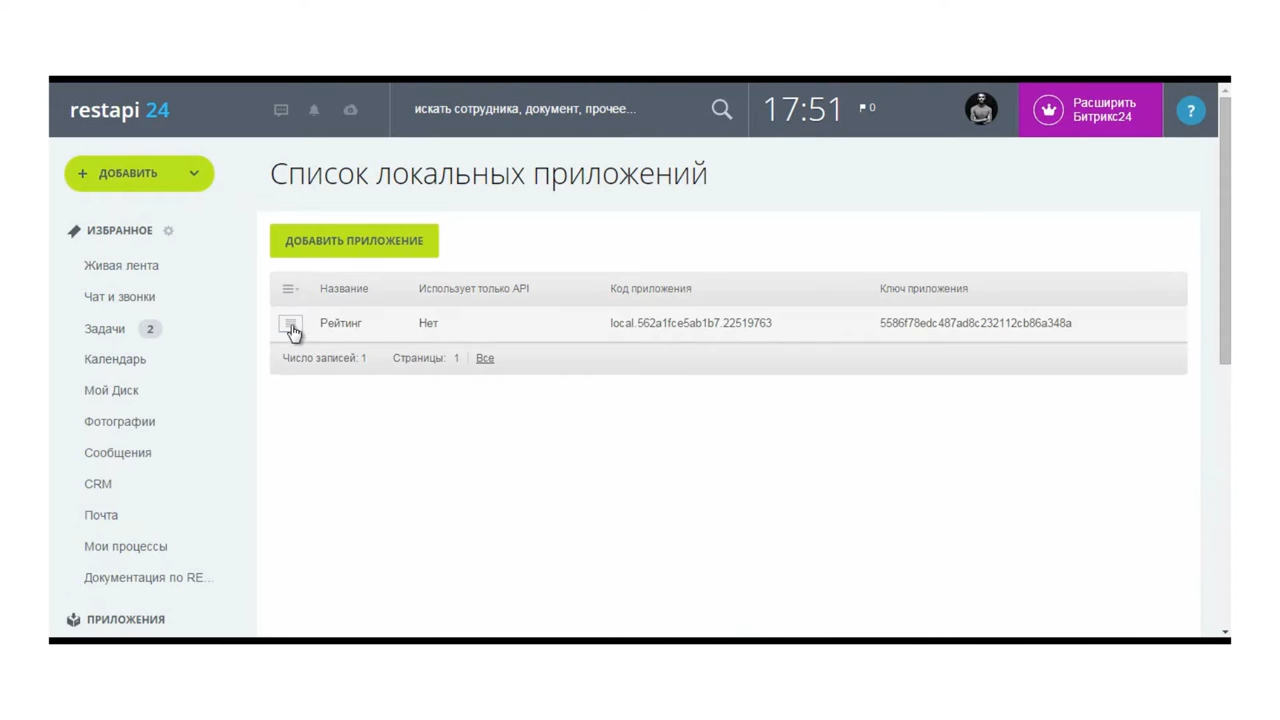 restapi 24
искать сотрудника, документ, прочее...
17:51
0
Расширить
Битрикс24
?
+ ДОБАВИТЬ
Список локальных приложений
ИЗБРАННОЕ
Живая лента
Чат и звонки
Задачи 2
Календарь
Мой Диск
Фотографии
Сообщения
CRM
Почта
Мои процессы
Документация по RE...
ПРИЛОЖЕНИЯ
ДОБАВИТЬ ПРИЛОЖЕНИЕ
Название Использует только API Код приложения Ключ приложения
Рейтинг Нет local.562a1fce5ab1b7.22519763 5586f78edc487ad8c232112cb86a348a
Число записей: 1 Страницы: 1 Все